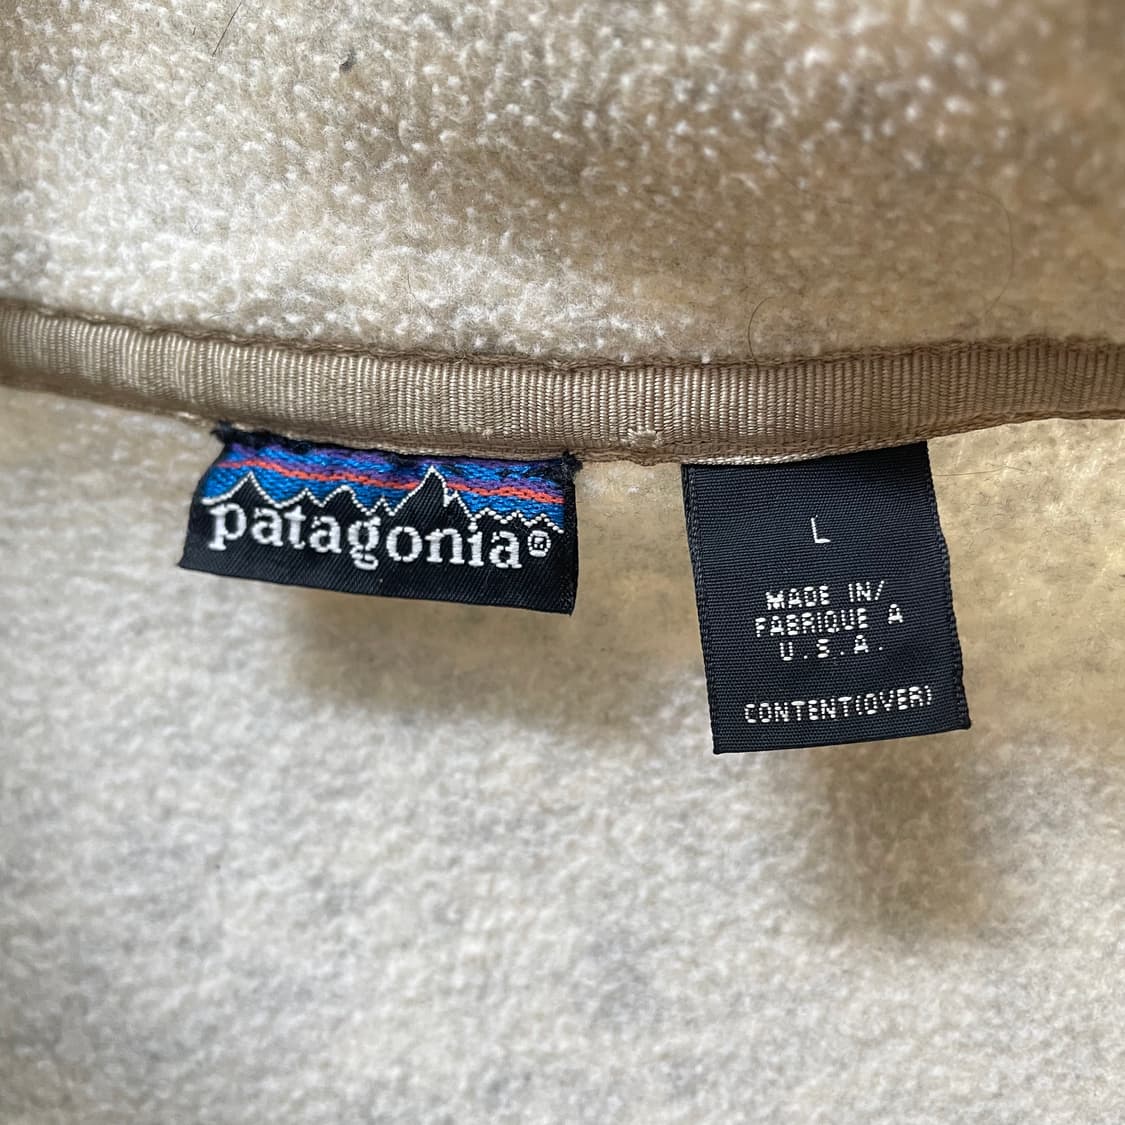 patagonia®
L
MADE IN/
FABRIQUE A
U.S.A.
CONTENT(OVER)